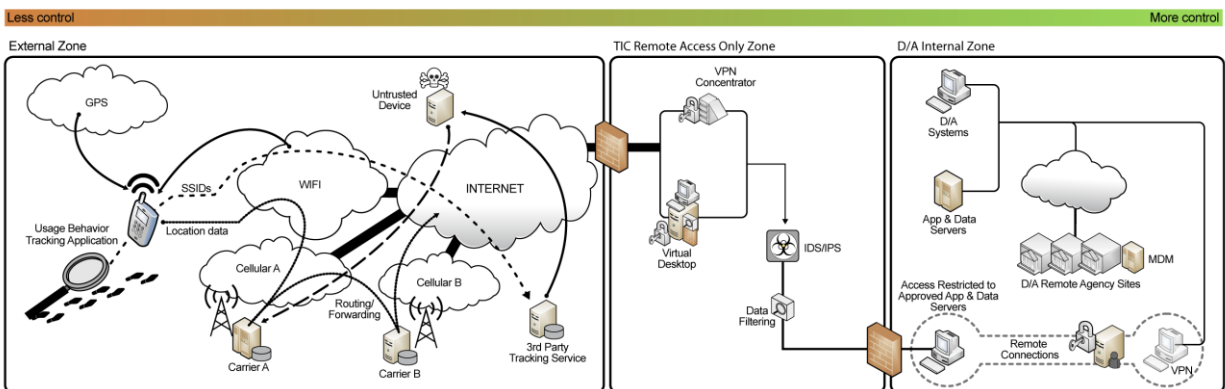 Less control
More control
External Zone
GPS
SSIDs
WIFI
Location data
Usage Behavior
Tracking Application
Untrusted
Device
INTERNET
Cellular A
Cellular B
Routing/
Forwarding
Carrier A
Carrier B
3rd Party
Tracking Service
TIC Remote Access Only Zone
VPN
Concentrator
Virtual
Desktop
IDS/IPS
Data
Filtering
D/A Internal Zone
D/A
Systems
App & Data
Servers
MDM
D/A Remote Agency Sites
Access Restricted to
Approved App & Data
Servers
Remote
Connections
VPN